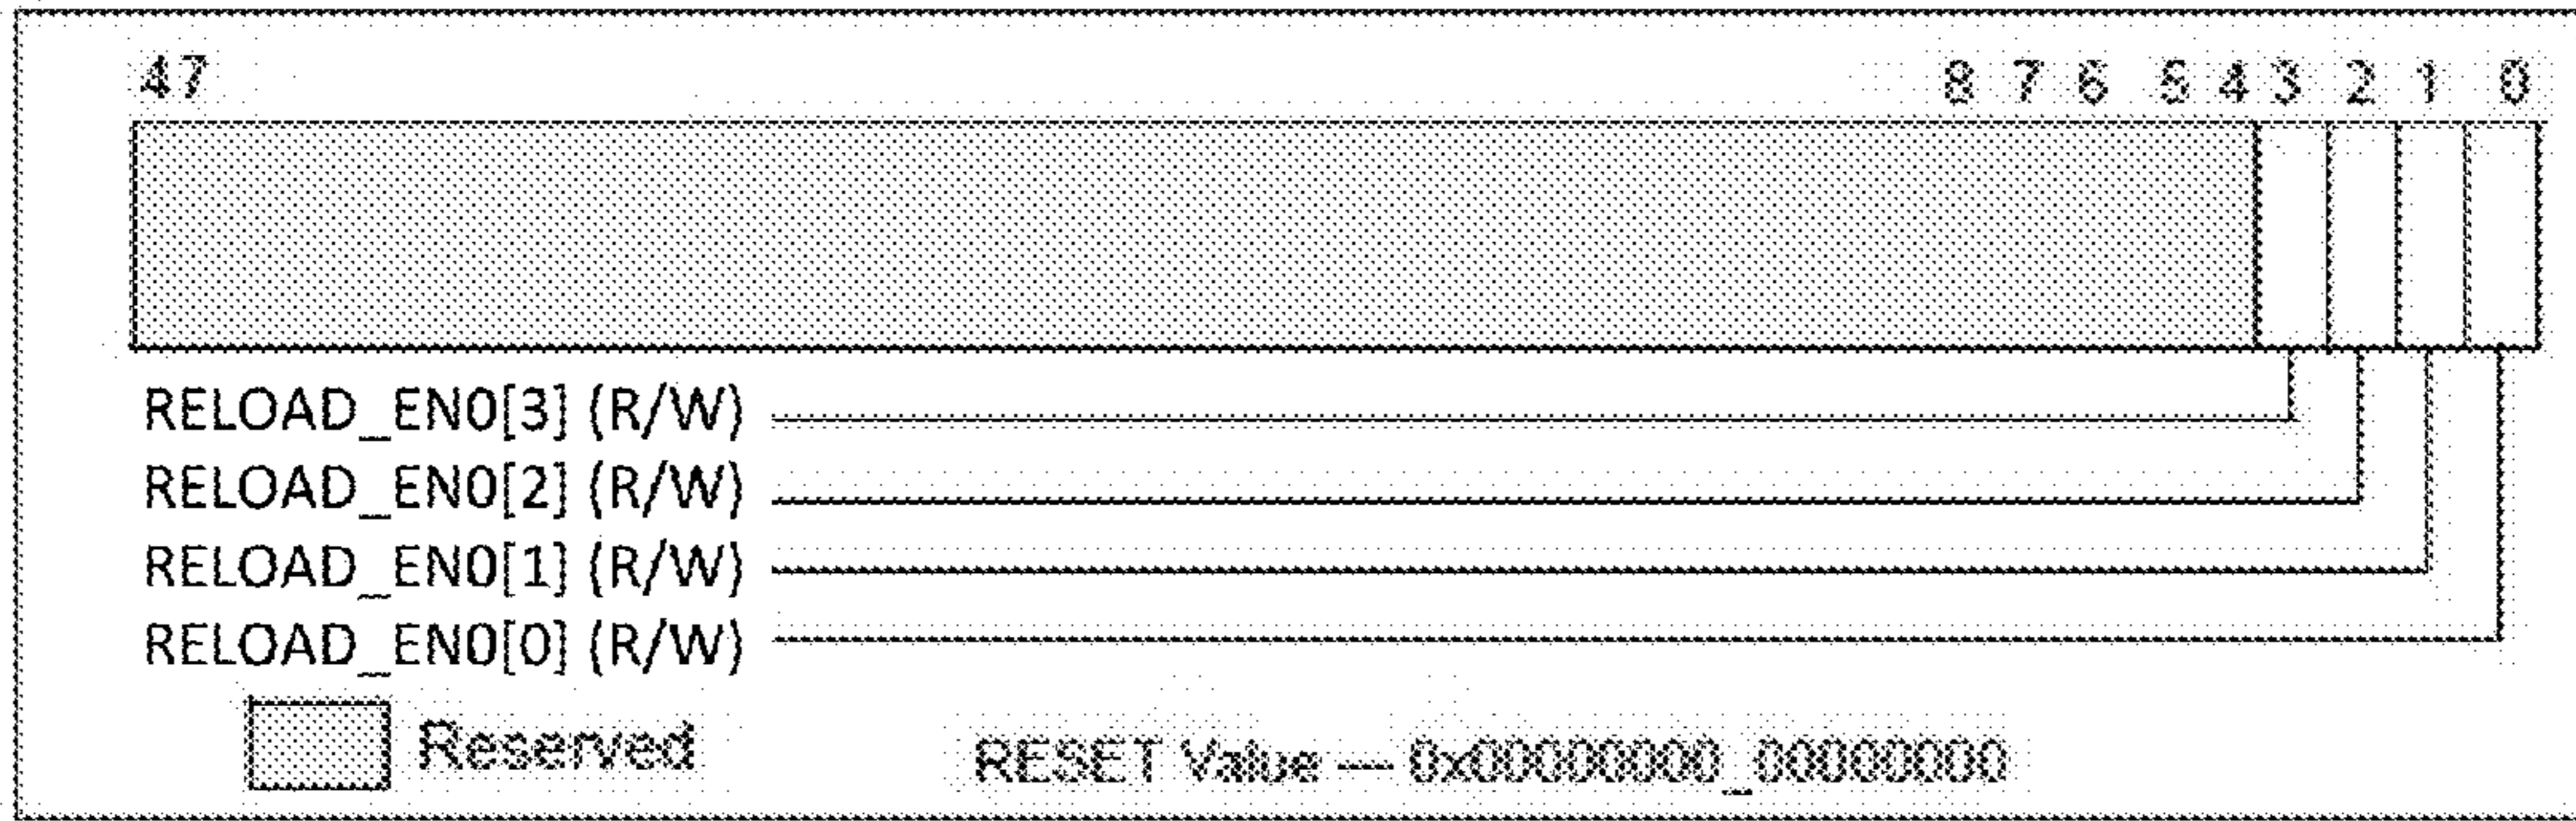 47 8 7 6 5 4 3 2 1 0
RELOAD_EN0[3] (R/W)
RELOAD_EN0[2] (R/W)
RELOAD_EN0[1] (R/W)
RELOAD_EN0[0] (R/W)
Reserved RESET Value — 0x00000000_00000000